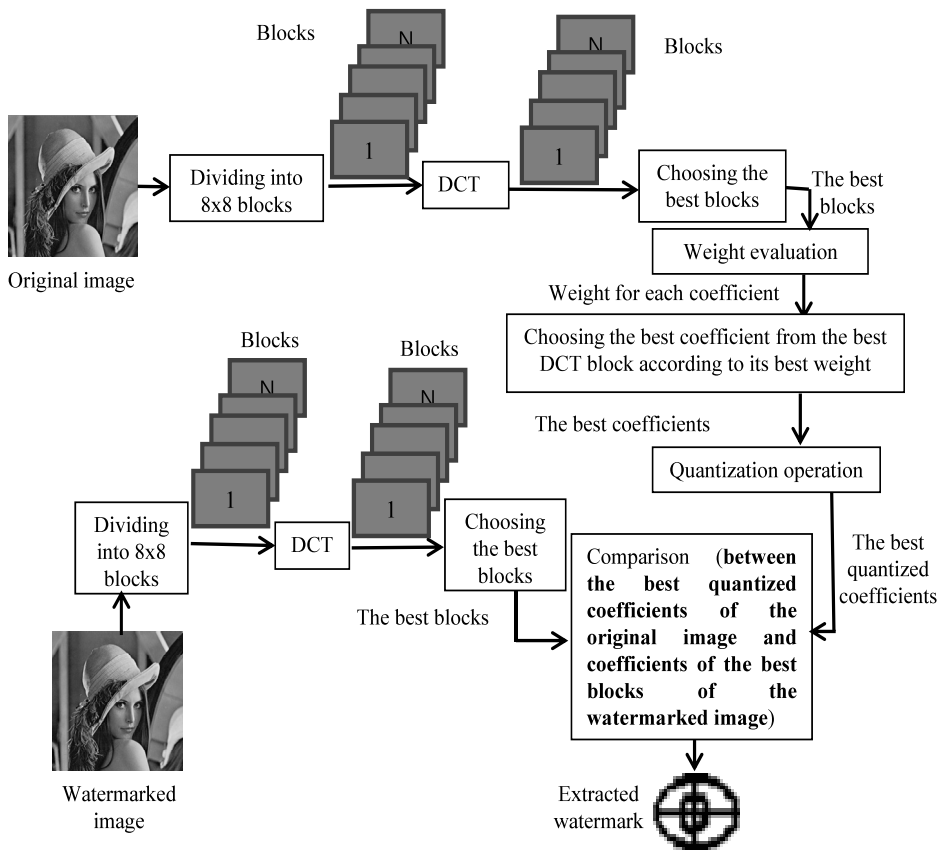 Blocks
N
1
N
1
Blocks
Original image
Dividing into
8x8 blocks
DCT
Choosing the
best blocks
The best
blocks
Weight evaluation
Weight for each coefficient
Choosing the best coefficient from the best
DCT block according to its best weight
The best coefficients
Quantization operation
The best
quantized
coefficients
Blocks
N
1
Blocks
N
1
Dividing
into 8x8
blocks
DCT
Choosing
the best
blocks
The best blocks
Comparison (between
the best quantized
coefficients of the
original image and
coefficients of the best
blocks of the
watermarked image)
Watermarked
image
Extracted
watermark